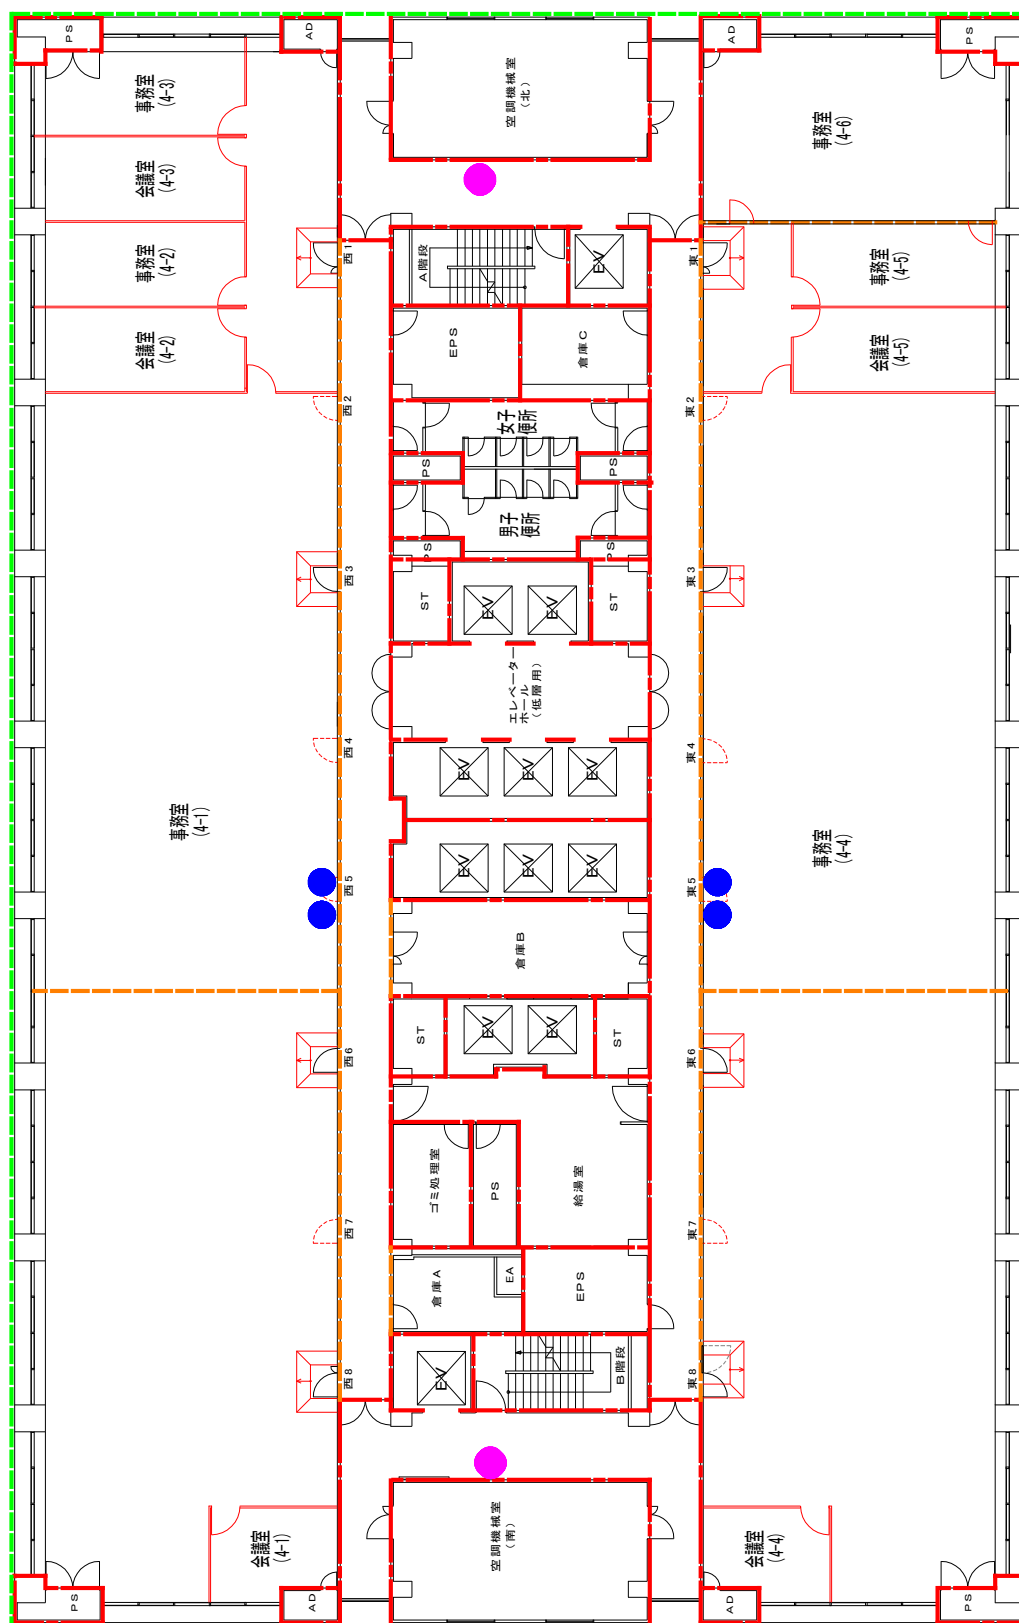 PS
AD
AD
PS
事務室
(4-3)
空調機械室
(北)
事務室
(4-6)
会議室
(4-3)
事務室
(4-2)
西1
A階段
EV
東1
事務室
(4-5)
会議室
(4-2)
EPS
倉庫C
会議室
(4-5)
西2
女子
便所
東2
PS
PS
男子
便所
PS
PS
西3
ST
EV
EV
ST
東3
エレベーター
ホール
(低層用)
西4
EV
EV
EV
東4
事務室
(4-1)
事務室
(4-4)
西5
EV
EV
EV
東5
倉庫B
西6
ST
EV
EV
ST
東6
ゴミ処理室
PS
給湯室
西7
東7
倉庫A
EA
EPS
西8
EV
B階段
東8
会議室
(4-1)
空調機械室
(南)
会議室
(4-4)
PS
AD
AD
PS